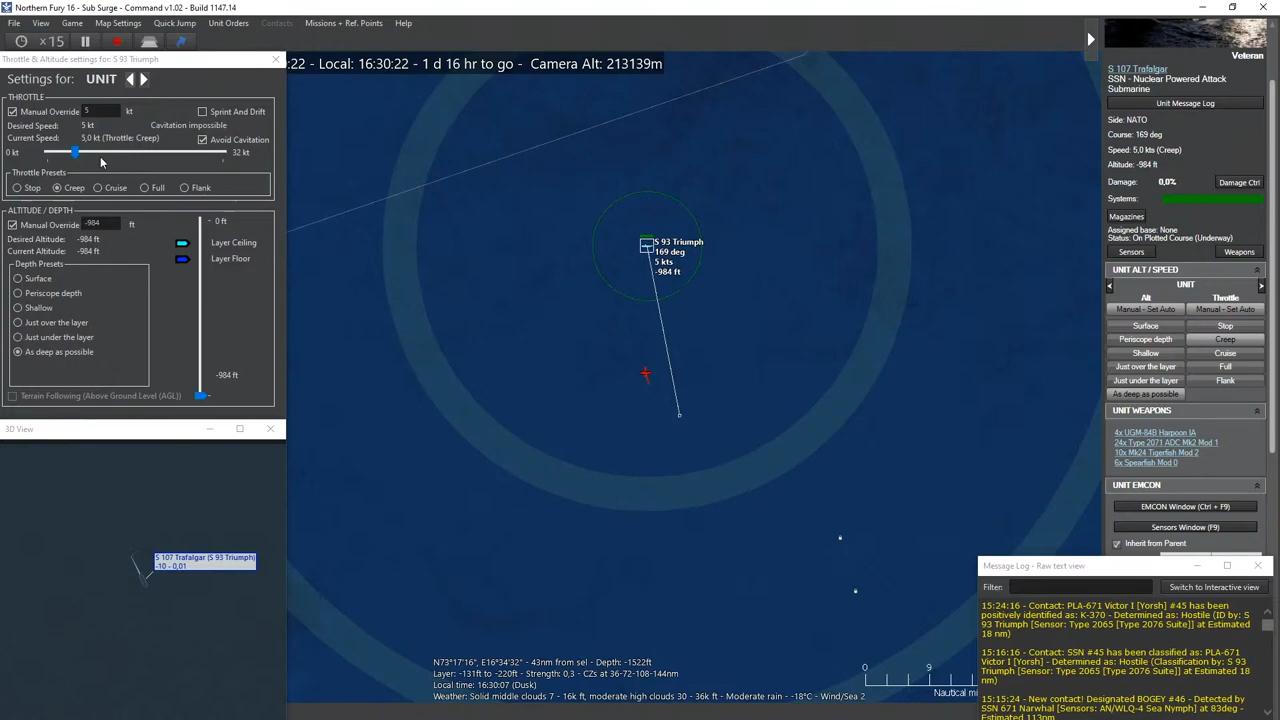 Northern Fury 16 - Sub Surge - Command v1.02 - Build 1147.14
File View Game Map Settings Quick Jump Unit Orders Contacts Missions + Ref. Points Help
x15
Throttle & Altitude settings for: S 93 Triumph
Settings for: UNIT
THROTTLE
Manual Override 5 kt Sprint And Drift
Desired Speed: 5 kt Cavitation impossible
Current Speed: 5,0 kt (Throttle: Creep) Avoid Cavitation
0 kt 32 kt
Throttle Presets
Stop Creep Cruise Full Flank
ALTITUDE / DEPTH
Manual Override -984 ft
Desired Altitude: -984 ft
Current Altitude: -984 ft
Depth Presets
Surface
Periscope depth
Shallow
Just over the layer
Just under the layer
As deep as possible
- 0 ft
Layer Ceiling
Layer Floor
-984 ft
Terrain Following (Above Ground Level (AGL))
3D View
S 107 Trafalgar (S 93 Triumph)
-10 - 0,01
:22 - Local: 16:30:22 - 1 d 16 hr to go - Camera Alt: 213139m
S 93 Triumph
169 deg
5 kts
-984 ft
N73°17'16", E16°34'32" - 43nm from sel - Depth: -1522ft
Layer: -131ft to -220ft - Strength: 0,3 - CZs at 36-72-108-144nm
Local time: 16:30:07 (Dusk)
Weather: Solid middle clouds 7 - 16k ft, moderate high clouds 30 - 36k ft - Moderate rain - -18°C - Wind/Sea 2
0 9
Nautical mi
Veteran
S 107 Trafalgar
SSN - Nuclear Powered Attack
Submarine
Unit Message Log
Side: NATO
Course: 169 deg
Speed: 5,0 kts (Creep)
Altitude: -984 ft
Damage: 0,0% Damage Ctrl
Systems:
Magazines
Assigned base: None
Status: On Plotted Course (Underway)
Sensors Weapons
UNIT ALT / SPEED
UNIT
Alt Throttle
Manual - Set Auto Manual - Set Auto
Surface Stop
Periscope depth Creep
Shallow Cruise
Just over the layer Full
Just under the layer Flank
As deep as possible
UNIT WEAPONS
4x UGM-84B Harpoon IA
24x Type 2071 ADC Mk2 Mod 1
10x Mk24 Tigerfish Mod 2
6x Spearfish Mod 0
UNIT EMCON
EMCON Window (Ctrl + F9)
Sensors Window (F9)
Inherit from Parent
Message Log - Raw text view
Filter: Switch to Interactive view
15:24:16 - Contact: PLA-671 Victor I [Yorsh] #45 has been
positively identified as: K-370 - Determined as: Hostile (ID by: S
93 Triumph [Sensor: Type 2065 [Type 2076 Suite]] at Estimated
18 nm)
15:16:16 - Contact: SSN #45 has been classified as: PLA-671
Victor I [Yorsh] - Determined as: Hostile (Classification by: S 93
Triumph [Sensor: Type 2065 [Type 2076 Suite]] at Estimated 18
nm)
15:15:24 - New contact! Designated BOGEY #46 - Detected by
SSN 671 Narwhal [Sensors: AN/WLQ-4 Sea Nymph] at 83deg -
Estimated 113nm